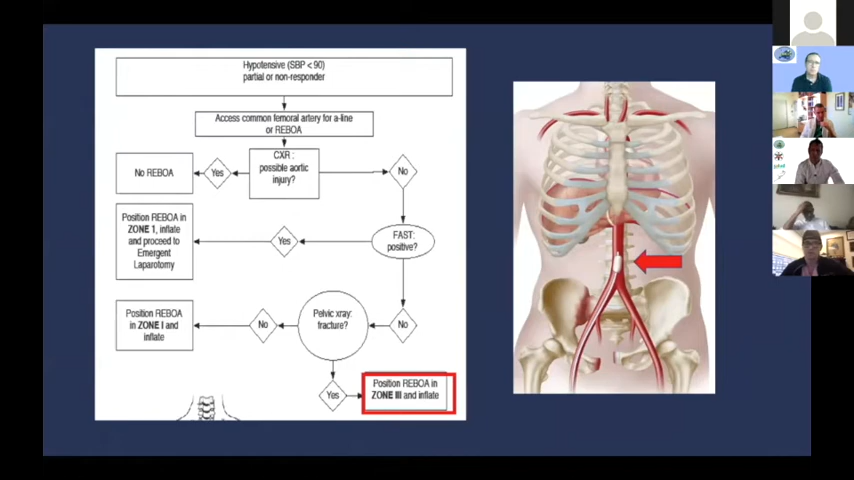 Hypotensive (SBP < 90)
partial or non-responder
Access common femoral artery for a-line
or REBOA
CXR :
possible aortic
injury?
No REBOA
Yes
No
Position REBOA in
ZONE 1, inflate
and proceed to
Emergent
Laparotomy
Yes
FAST:
positive?
Position REBOA
in ZONE I and
inflate
No
Pelvic xray:
fracture?
No
Yes
Position REBOA in
ZONE III and inflate